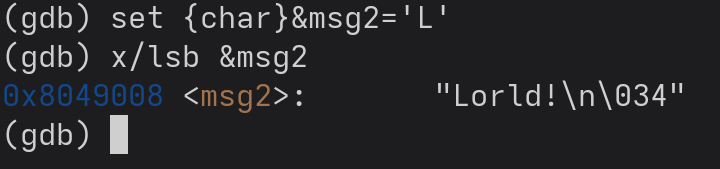 (gdb) set {char}&msg2='L'
(gdb) x/lsb &msg2
0x8049008 <msg2>:      "Lorld!\n\034"
(gdb)